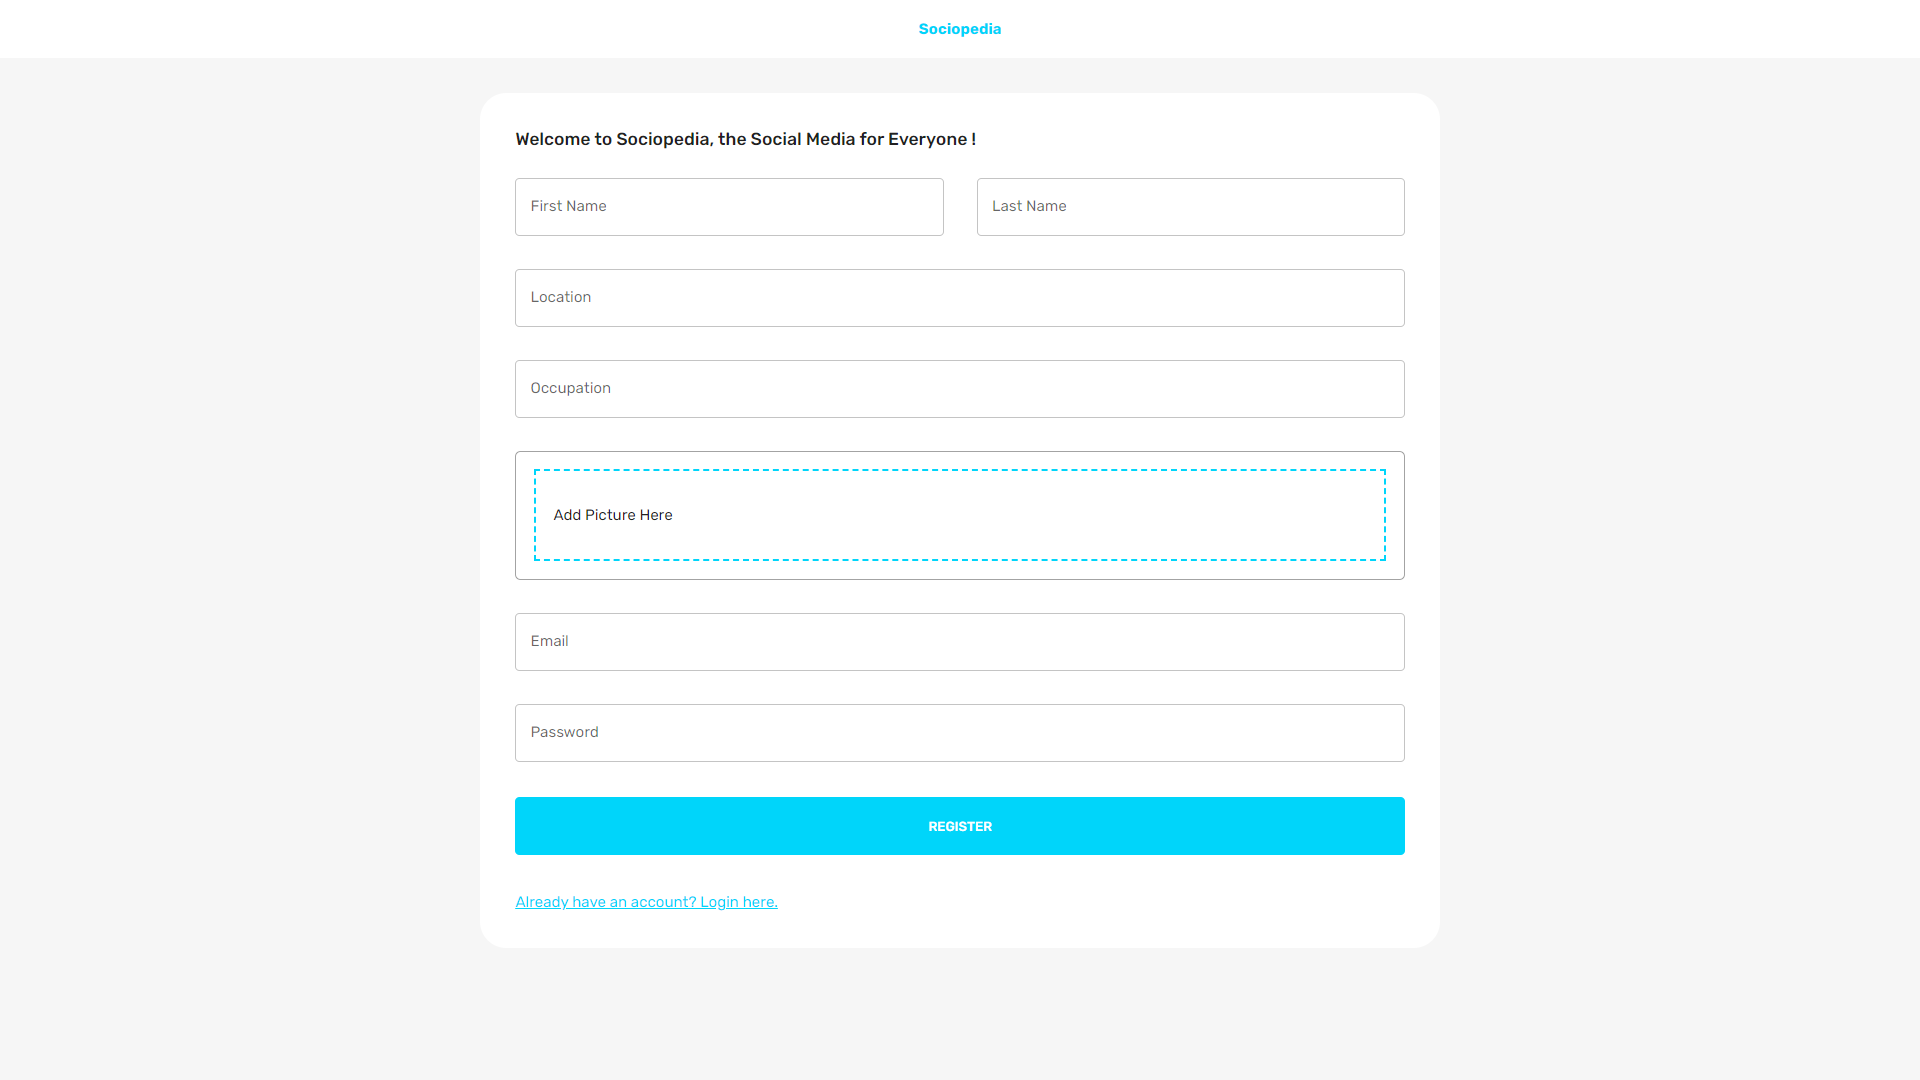 Sociopedia
Welcome to Sociopedia, the Social Media for Everyone !
First Name
Last Name
Location
Occupation
Add Picture Here
Email
Password
REGISTER
Already have an account? Login here.